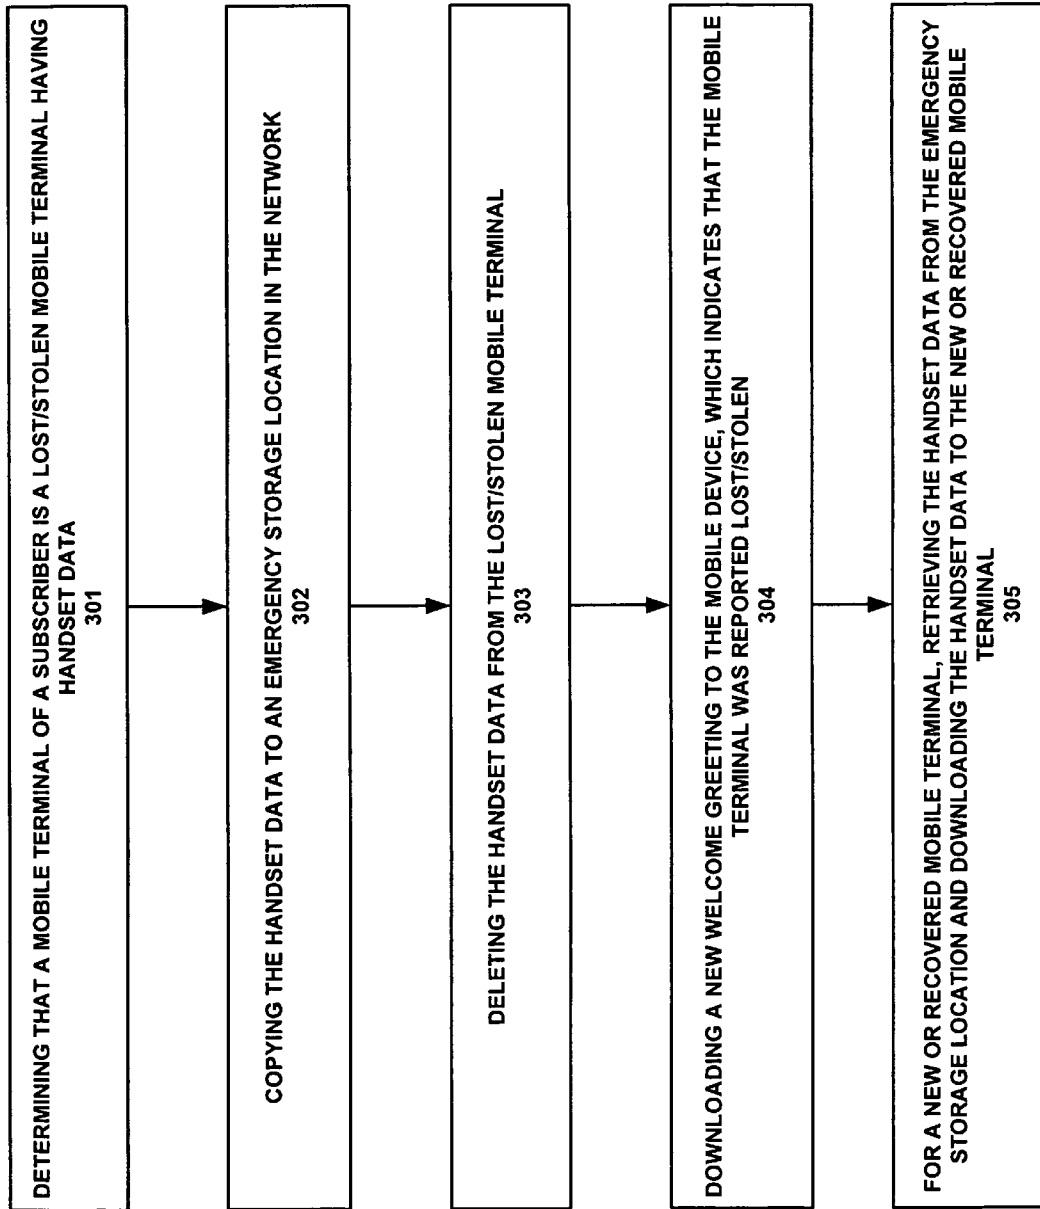 DETERMINING THAT A MOBILE TERMINAL OF A SUBSCRIBER IS A LOST/STOLEN MOBILE TERMINAL HAVING
HANDSET DATA
301
COPYING THE HANDSET DATA TO AN EMERGENCY STORAGE LOCATION IN THE NETWORK
302
DELETING THE HANDSET DATA FROM THE LOST/STOLEN MOBILE TERMINAL
303
DOWNLOADING A NEW WELCOME GREETING TO THE MOBILE DEVICE, WHICH INDICATES THAT THE MOBILE
TERMINAL WAS REPORTED LOST/STOLEN
304
FOR A NEW OR RECOVERED MOBILE TERMINAL, RETRIEVING THE HANDSET DATA FROM THE EMERGENCY
STORAGE LOCATION AND DOWNLOADING THE HANDSET DATA TO THE NEW OR RECOVERED MOBILE
TERMINAL
305